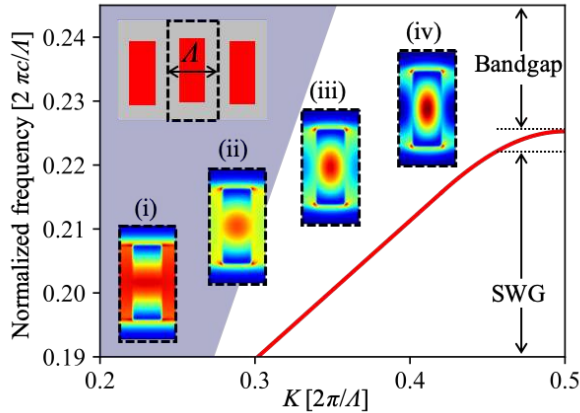 Normalized frequency [2 πc/Λ]
0.245
0.23
0.22
0.21
0.20
0.19
Λ
(i)
(ii)
(iii)
(iv)
Bandgap
SWG
0.2
0.3
0.4
0.5
K [2π/Λ]